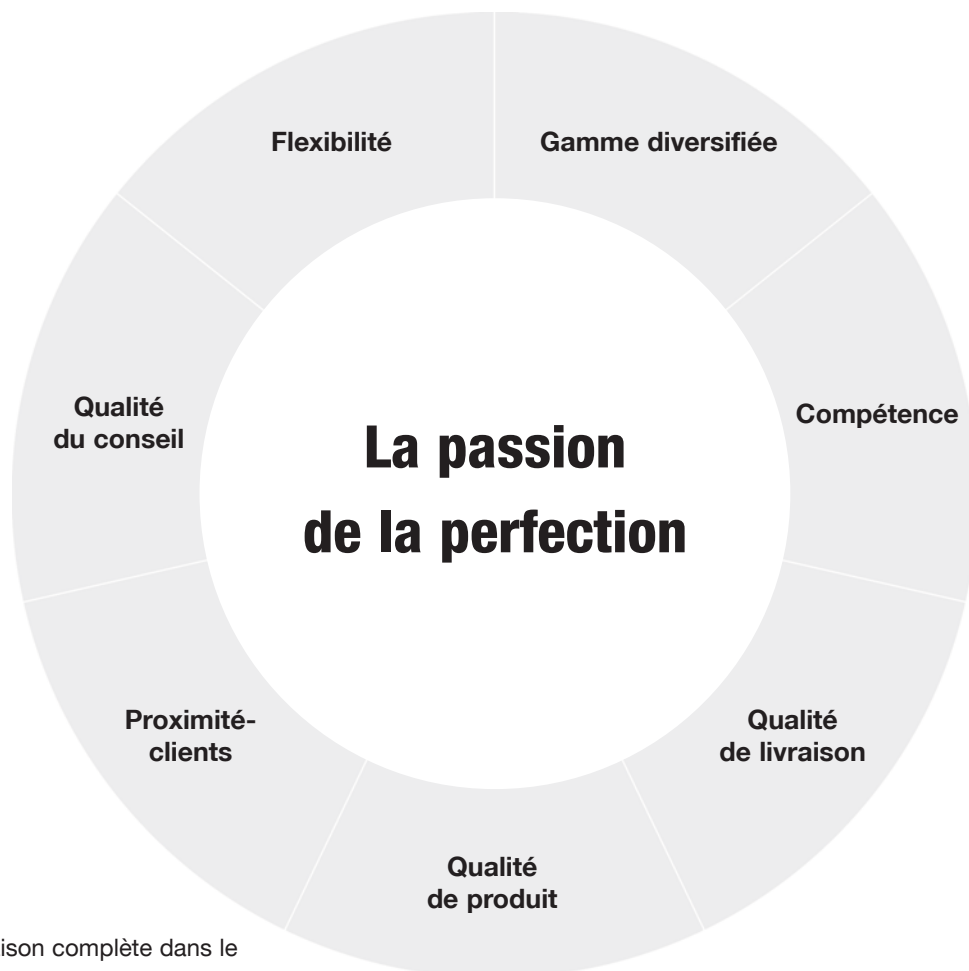 Flexibilité
Gamme diversifiée
Qualité
du conseil
Compétence
La passion
de la perfection
Proximité-
clients
Qualité
de livraison
Qualité
de produit
complète dans le